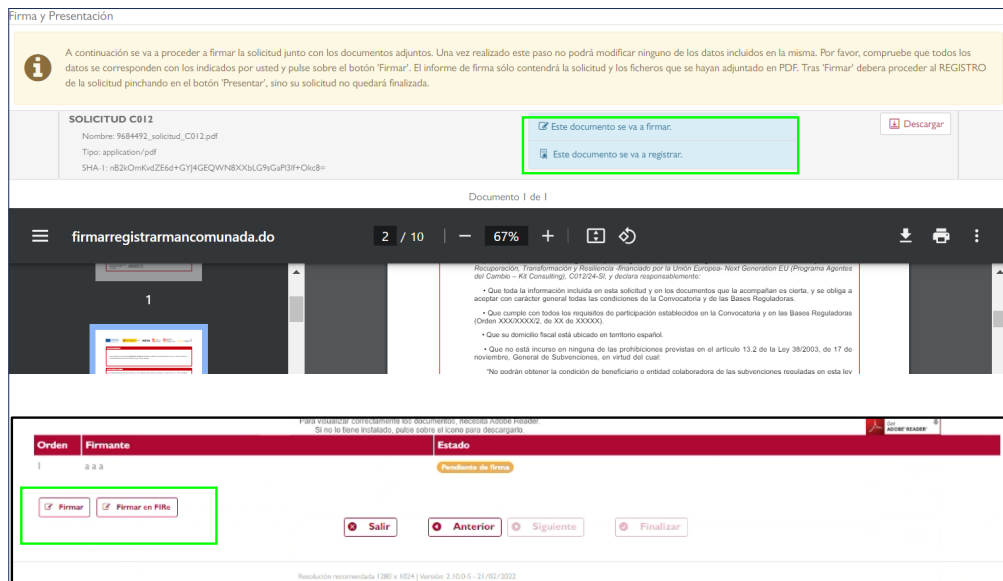 Firma y Presentación
A continuación se va a proceder a firmar la solicitud junto con los documentos adjuntos. Una vez realizado este paso no podrá modificar ninguno de los datos incluidos en la misma. Por favor, compruebe que todos los
datos se corresponden con los indicados por usted y pulse sobre el botón 'Firmar'. El informe de firma sólo contendrá la solicitud y los ficheros que se hayan adjuntado en PDF. Tras 'Firmar' debera proceder al REGISTRO
de la solicitud pinchando en el botón 'Presentar', sino su solicitud no quedará finalizada.
SOLICITUD C012
Nombre: 9684492_solicitud_C012.pdf
Tipo: application/pdf
SHA-1: nB2kOmKvdZE6d+GYJ4GEQWN8XXbLG9sGaPl3lf+Okc8=
Este documento se va a firmar.
Este documento se va a registrar.
Descargar
Documento 1 de 1
firmarregistrarmancomunada.do
2 / 10
67%
1
Recuperación, Transformación y Resiliencia -financiado por la Unión Europea- Next Generation EU (Programa Agentes
del Cambio – Kit Consulting), C012/24-SI, y declara responsablemente:
• Que toda la información incluida en esta solicitud y en los documentos que la acompañan es cierta, y se obliga a
aceptar con carácter general todas las condiciones de la Convocatoria y de las Bases Reguladoras.
• Que cumple con todos los requisitos de participación establecidos en la Convocatoria y en las Bases Reguladoras
(Orden XXX/XXXX/2, de XX de XXXXX).
• Que su domicilio fiscal está ubicado en territorio español.
• Que no está incurso en ninguna de las prohibiciones previstas en el artículo 13.2 de la Ley 38/2003, de 17 de
noviembre, General de Subvenciones, en virtud del cual:
"No podrán obtener la condición de beneficiario o entidad colaboradora de las subvenciones reguladas en esta ley
Para visualizar correctamente los documentos, necesita Adobe Reader.
Si no lo tiene instalado, pulse sobre el icono para descargarlo.
Get
ADOBE READER
Orden Firmante Estado
1 a a a Pendiente de firma
Firmar Firmar en FIRe
Salir Anterior Siguiente Finalizar
Resolución recomendada 1280 x 1024 | Versión: 2.10.0-S - 21/02/2022